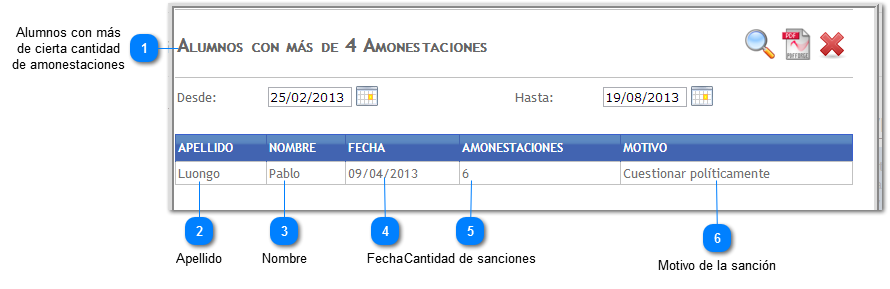 Alumnos con más
de cierta cantidad
de amonestaciones
1
Alumnos con más de 4 Amonestaciones
PDF
Desde: 25/02/2013 Hasta: 19/08/2013
APELLIDO NOMBRE FECHA AMONESTACIONES MOTIVO
Luongo Pablo 09/04/2013 6 Cuestionar políticamente
2 3 4 5 6
Apellido Nombre Fecha Cantidad de sanciones
Motivo de la sanción